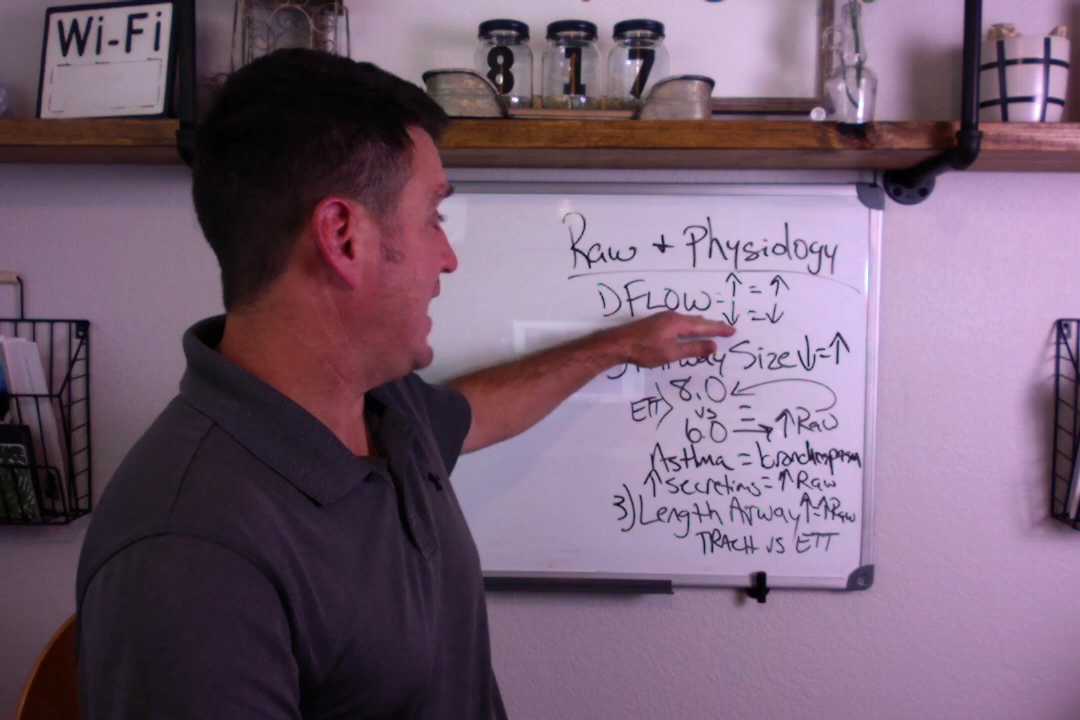 Wi-Fi
8 1 7
Raw + Physiology
1) FLOW = ↑ = ↑
↓ = ↓
Airway Size ↓ = ↑
ETT > 8.0
vs =
6.0 → ↑ Raw
Asthma = bronchospasm
↑ Secretions = ↑ Raw
3) Length Airway ↑ = ↑ Raw
TRACH vs ETT